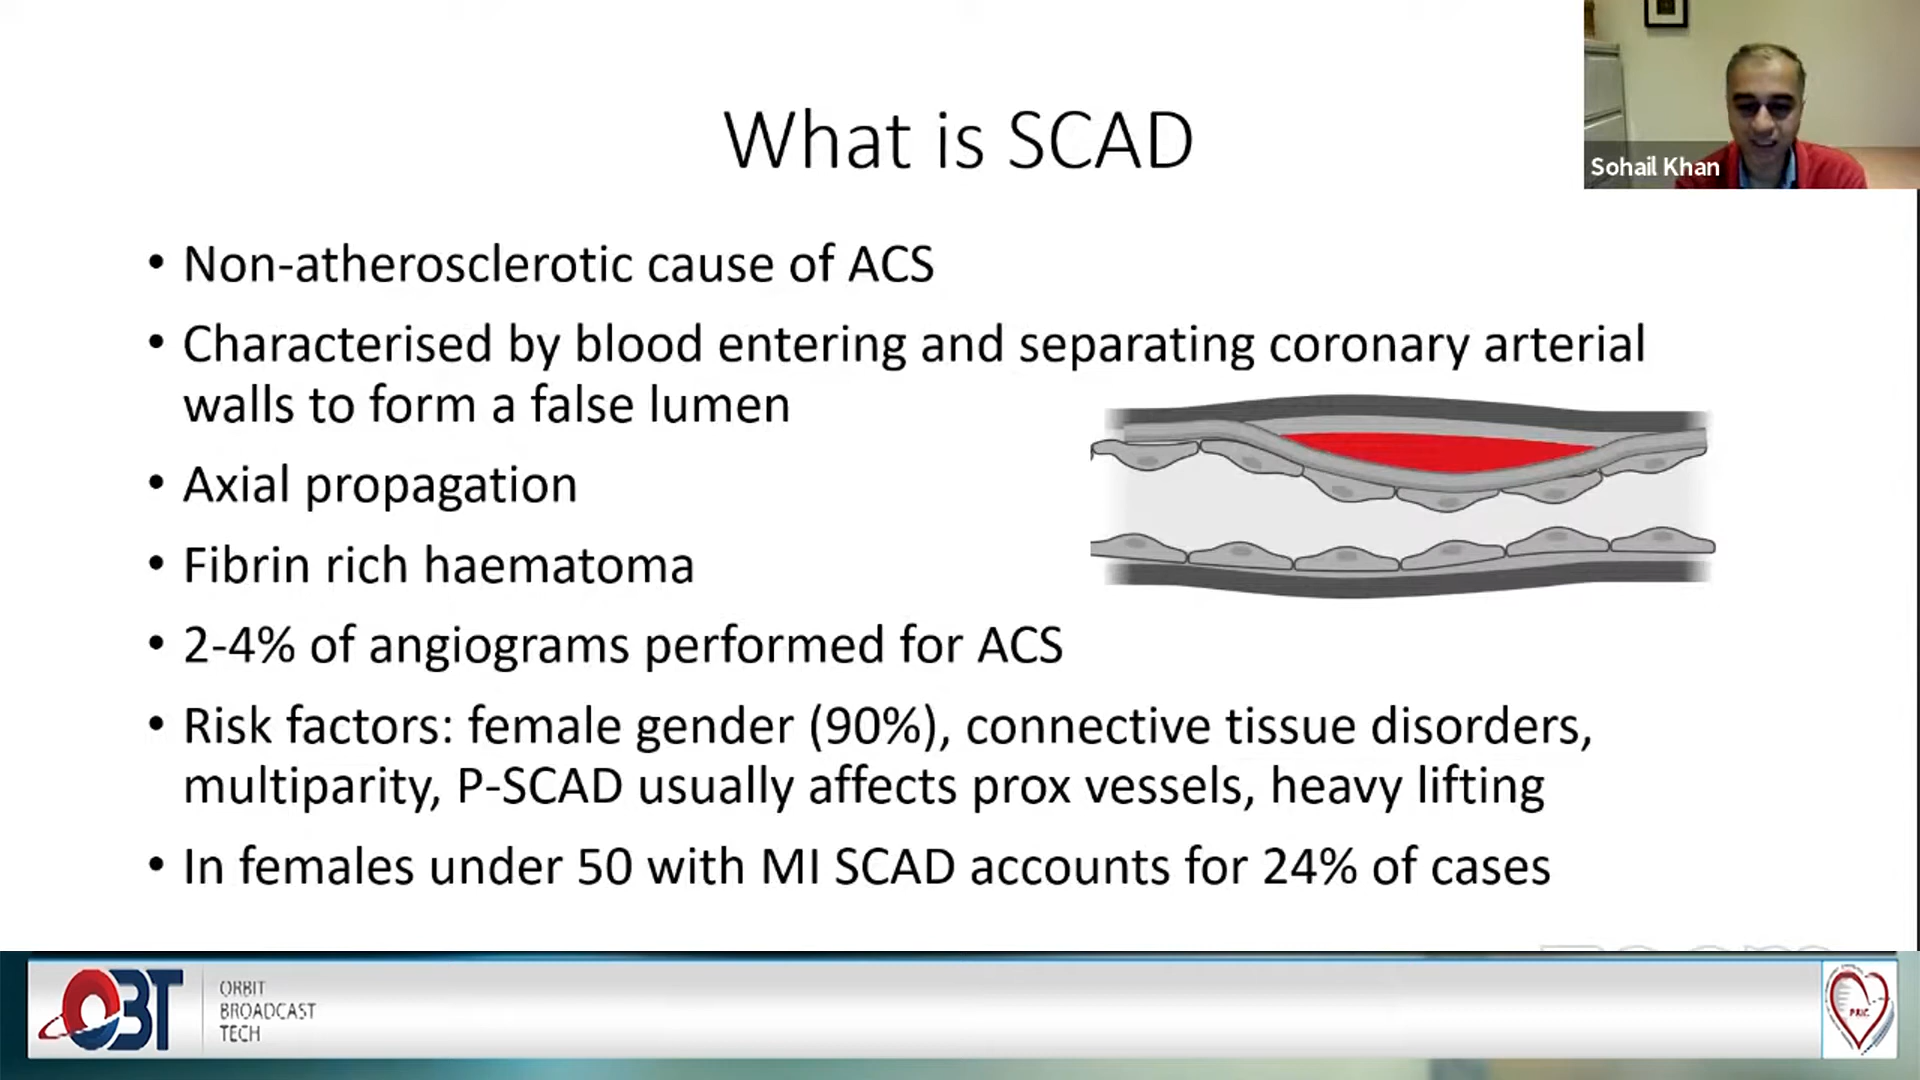 What is SCAD
Sohail Khan
• Non-atherosclerotic cause of ACS
• Characterised by blood entering and separating coronary arterial
walls to form a false lumen
• Axial propagation
• Fibrin rich haematoma
• 2-4% of angiograms performed for ACS
• Risk factors: female gender (90%), connective tissue disorders,
multiparity, P-SCAD usually affects prox vessels, heavy lifting
• In females under 50 with MI SCAD accounts for 24% of cases
zoom
OBT
ORBIT
BROADCAST
TECH
PRIC